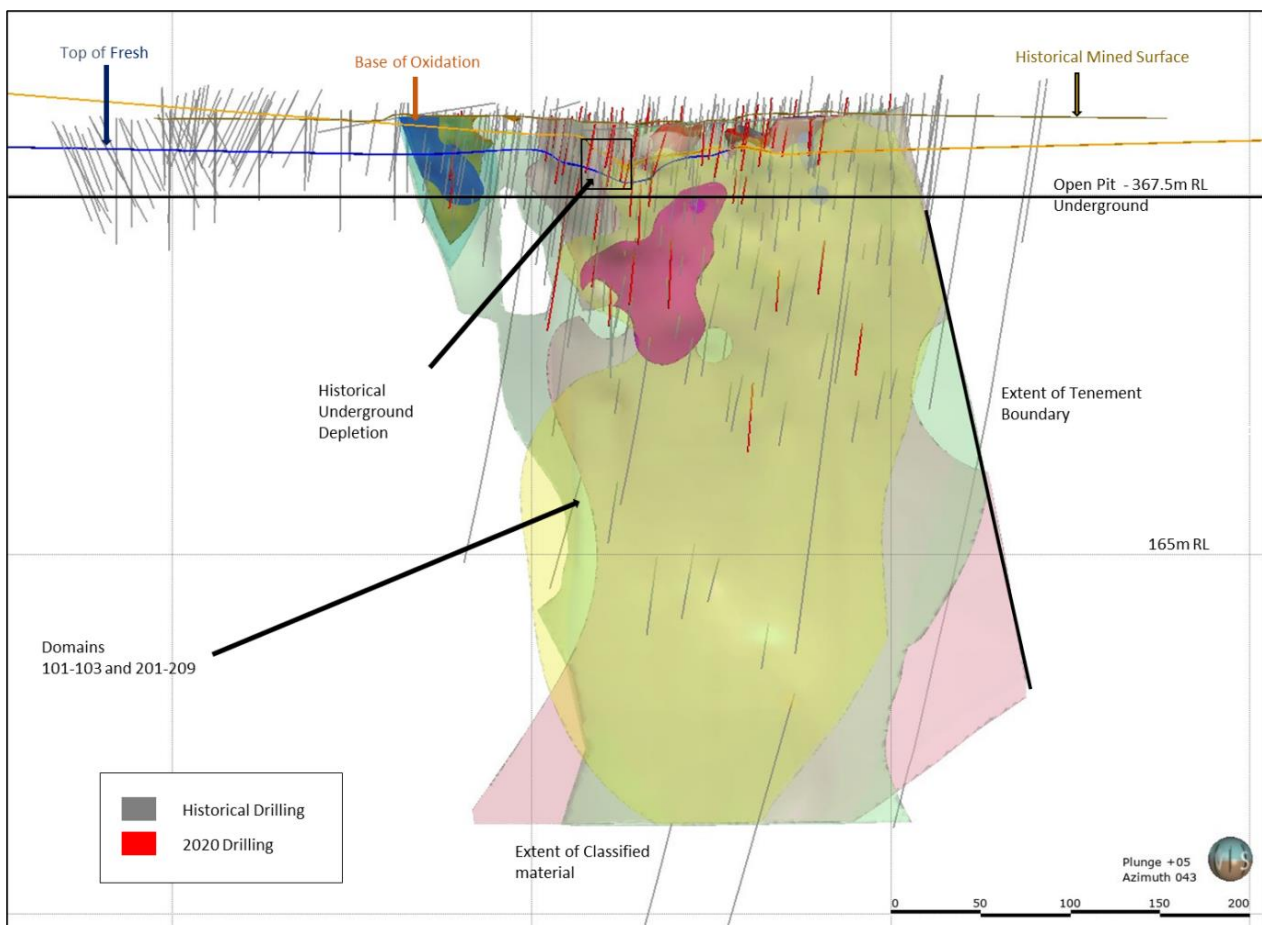 Top of Fresh
Base of Oxidation
Historical Mined Surface
Open Pit - 367.5m RL
Underground
Historical
Underground
Depletion
Extent of Tenement
Boundary
165m RL
Domains
101-103 and 201-209
Historical Drilling
2020 Drilling
Extent of Classified
material
Plunge +05
Azimuth 043
0 50 100 150 200